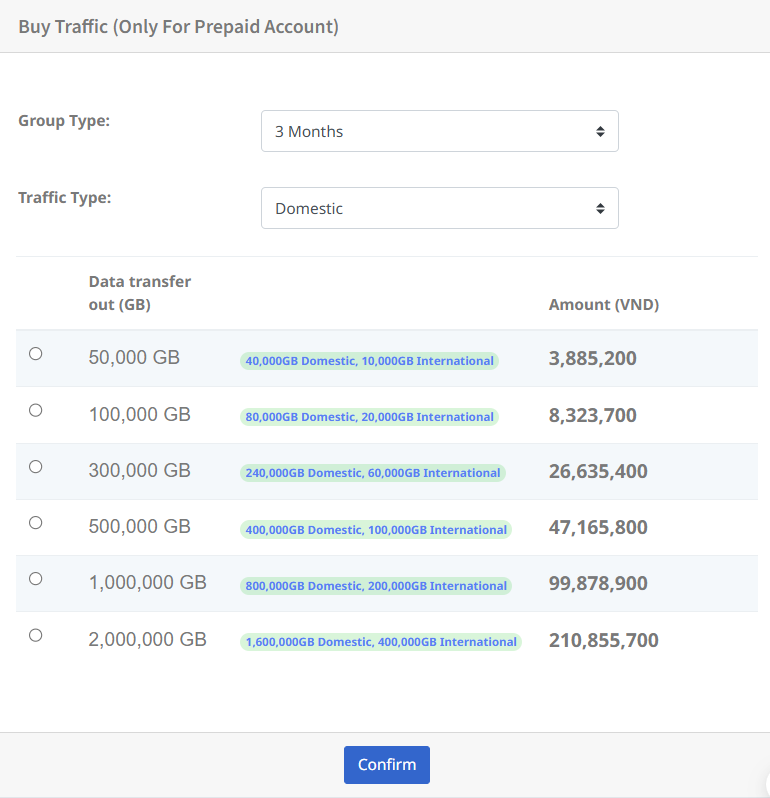 Buy Traffic (Only For Prepaid Account)
Group Type:
3 Months
Traffic Type:
Domestic
Data transfer
out (GB)
Amount (VND)
50,000 GB 40,000GB Domestic, 10,000GB International 3,885,200
100,000 GB 80,000GB Domestic, 20,000GB International 8,323,700
300,000 GB 240,000GB Domestic, 60,000GB International 26,635,400
500,000 GB 400,000GB Domestic, 100,000GB International 47,165,800
1,000,000 GB 800,000GB Domestic, 200,000GB International 99,878,900
2,000,000 GB 1,600,000GB Domestic, 400,000GB International 210,855,700
Confirm